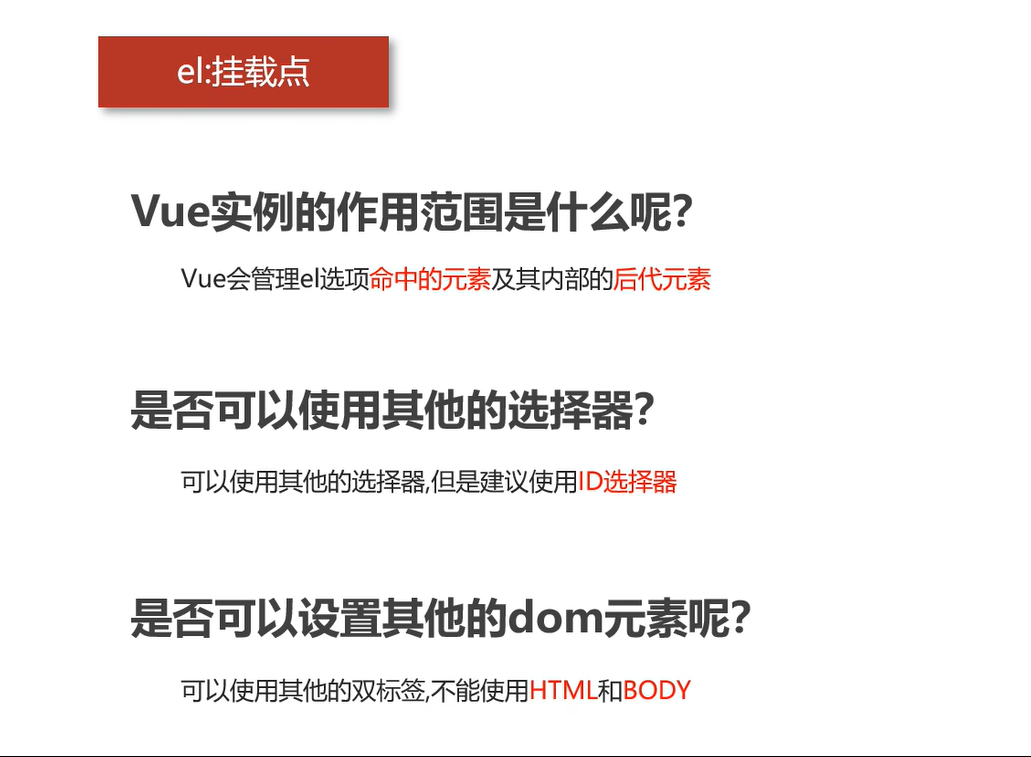 el:挂载点
Vue实例的作用范围是什么呢?
Vue会管理el选项命中的元素及其内部的后代元素
是否可以使用其他的选择器?
可以使用其他的选择器,但是建议使用ID选择器
是否可以设置其他的dom元素呢?
可以使用其他的双标签,不能使用HTML和BODY